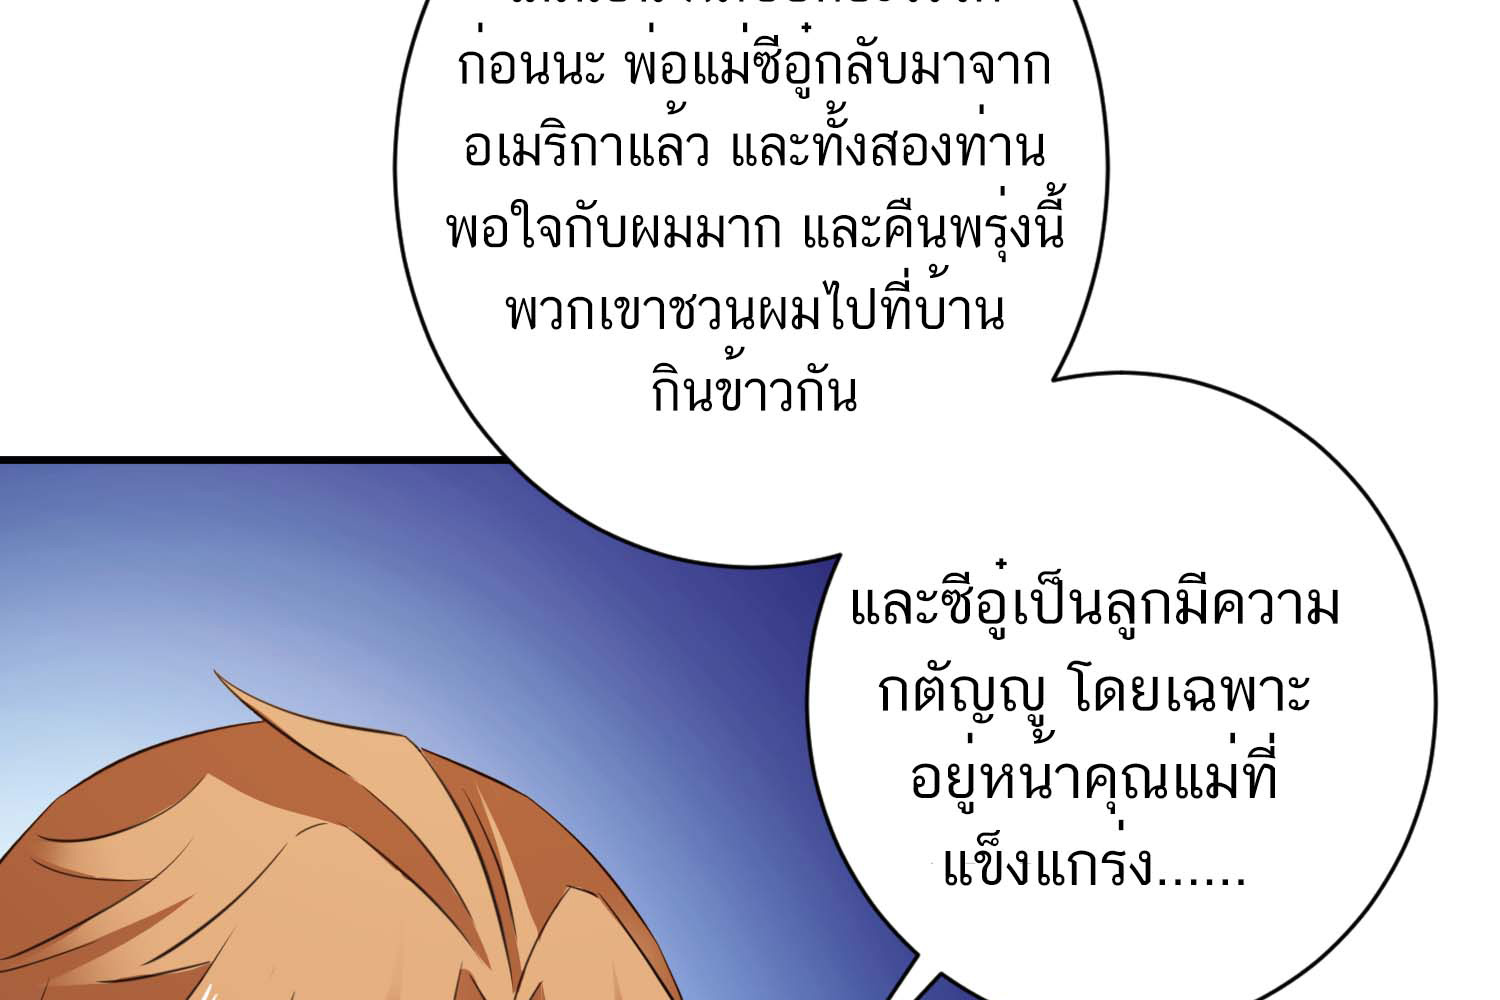 ก่อนนะ พ่อแม่ซีอู๋กลับมาจาก
อเมริกาแล้ว และทั้งสองท่าน
พอใจกับผมมาก และคืนพรุ่งนี้
พวกเขาชวนผมไปที่บ้าน
กินข้าวกัน
และซีอู๋เป็นลูกมีความ
กตัญญู โดยเฉพาะ
อยู่หน้าคุณแม่ที่
แข็งแกร่ง......